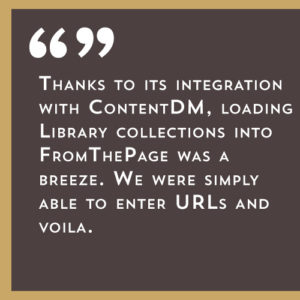 “ ”
Thanks to its integration
with ContentDM, loading
Library collections into
FromThePage was a
breeze. We were simply
able to enter URLs and
voila.